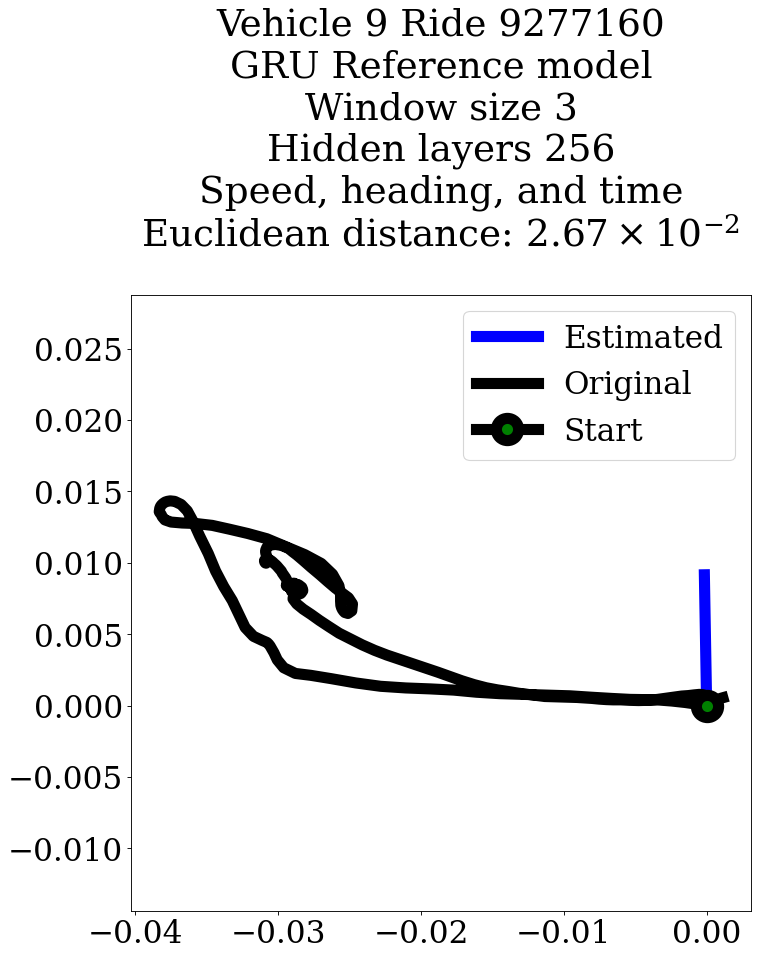 Vehicle 9 Ride 9277160
GRU Reference model
Window size 3
Hidden layers 256
Speed, heading, and time
Euclidean distance: 2.67 × 10⁻²
Estimated
Original
Start
0.025
0.020
0.015
0.010
0.005
0.000
−0.005
−0.010
−0.04 −0.03 −0.02 −0.01 0.00